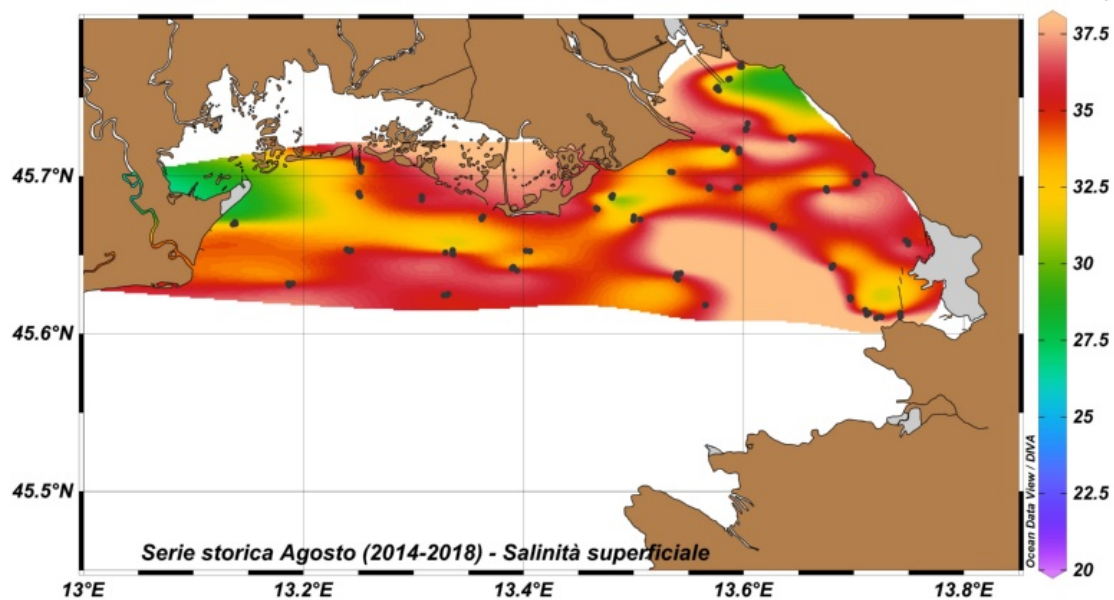 45.7°N
45.6°N
45.5°N
13°E
13.2°E
13.4°E
13.6°E
13.8°E
Serie storica Agosto (2014-2018) - Salinità superficiale
Ocean Data View / DIVA
37.5
35
32.5
30
27.5
25
22.5
20